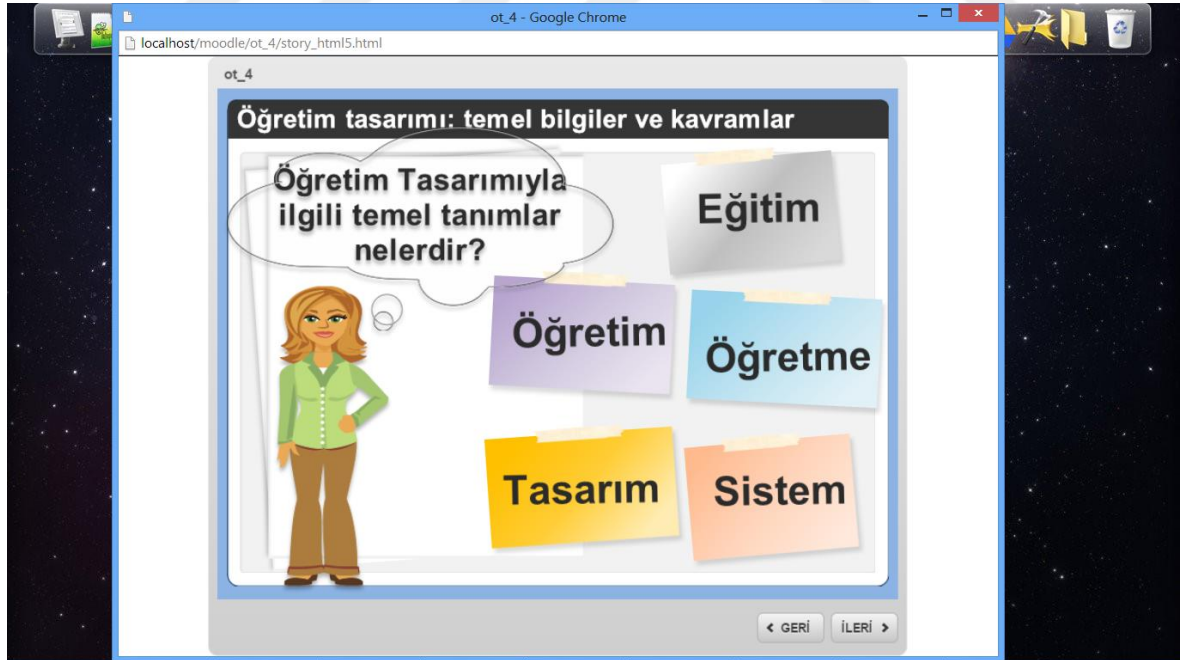 ot_4 - Google Chrome
localhost/moodle/ot_4/story_html5.html
ot_4
Öğretim tasarımı: temel bilgiler ve kavramlar
Öğretim Tasarımıyla
ilgili temel tanımlar
nelerdir?
Eğitim
Öğretim
Öğretme
Tasarım
Sistem
GERİ
İLERİ